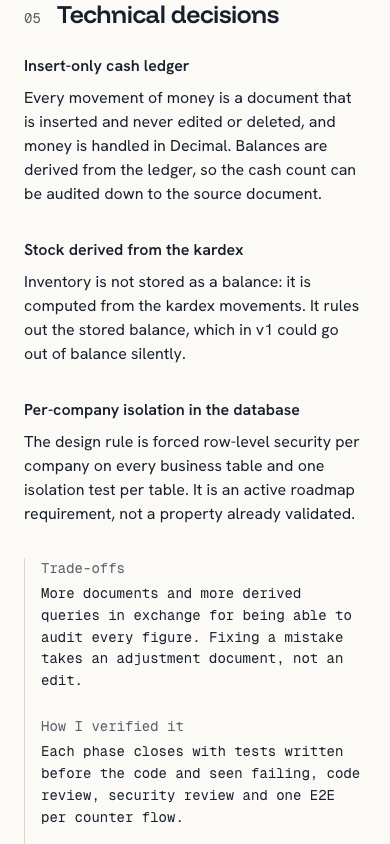 05 Technical decisions
Insert-only cash ledger
Every movement of money is a document that
is inserted and never edited or deleted, and
money is handled in Decimal. Balances are
derived from the ledger, so the cash count can
be audited down to the source document.
Stock derived from the kardex
Inventory is not stored as a balance: it is
computed from the kardex movements. It rules
out the stored balance, which in v1 could go
out of balance silently.
Per-company isolation in the database
The design rule is forced row-level security per
company on every business table and one
isolation test per table. It is an active roadmap
requirement, not a property already validated.
Trade-offs
More documents and more derived
queries in exchange for being able to
audit every figure. Fixing a mistake
takes an adjustment document, not an
edit.
How I verified it
Each phase closes with tests written
before the code and seen failing, code
review, security review and one E2E
per counter flow.